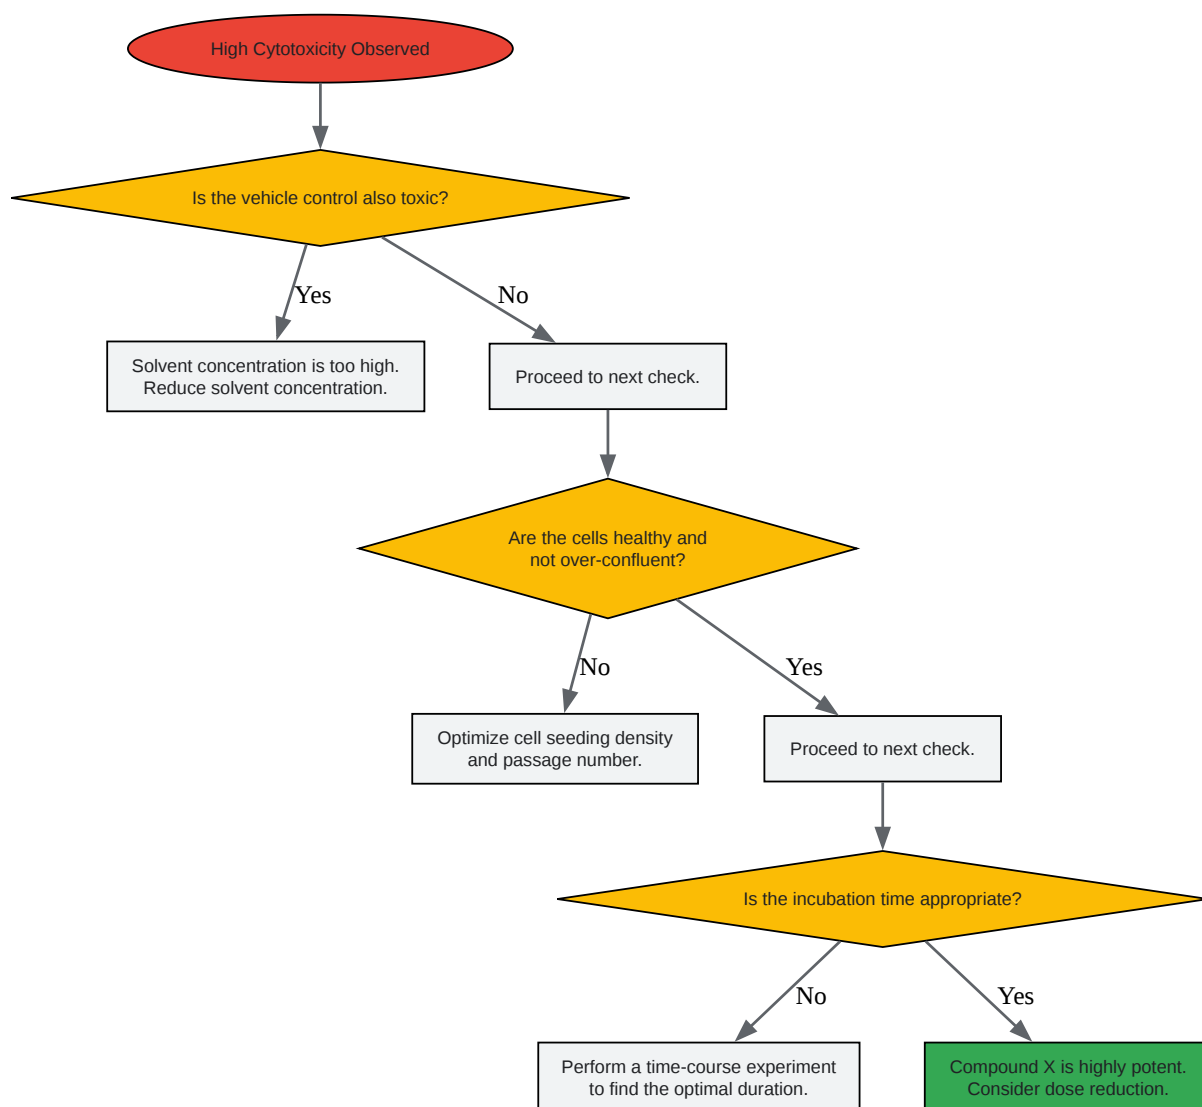 High Cytotoxicity Observed
Is the vehicle control also toxic?
Yes
No
Solvent concentration is too high.
Reduce solvent concentration.
Proceed to next check.
Are the cells healthy and
not over-confluent?
No
Yes
Optimize cell seeding density
and passage number.
Proceed to next check.
Is the incubation time appropriate?
No
Yes
Perform a time-course experiment
to find the optimal duration.
Compound X is highly potent.
Consider dose reduction.